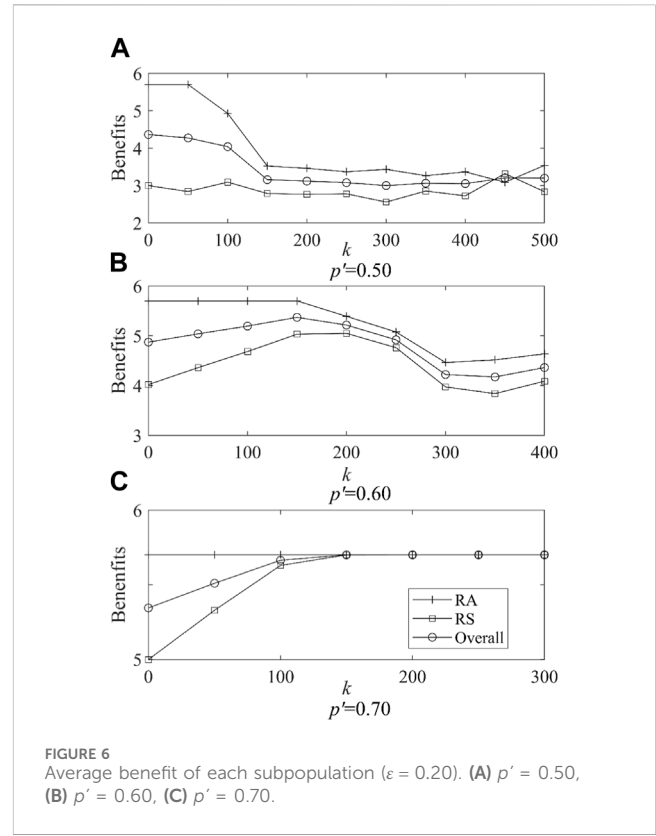 A
6
5
4
3
2
Benefits
0 100 200 300 400 500
k
p′=0.50
B
6
5
4
3
Benefits
0 100 200 300 400
k
p′=0.60
C
6
5
Benenfits
RA
RS
Overall
0 100 200 300
k
p′=0.70
FIGURE 6
Average benefit of each subpopulation (ε = 0.20). (A) p′ = 0.50,
(B) p′ = 0.60, (C) p′ = 0.70.